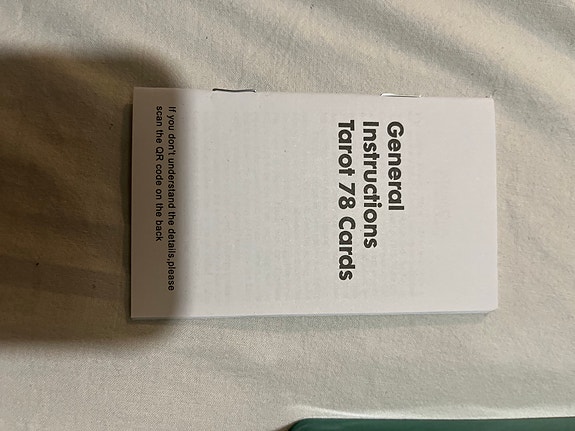 General
Instructions
Tarot 78 Cards
If you don't understand the details,please
scan the QR code on the back